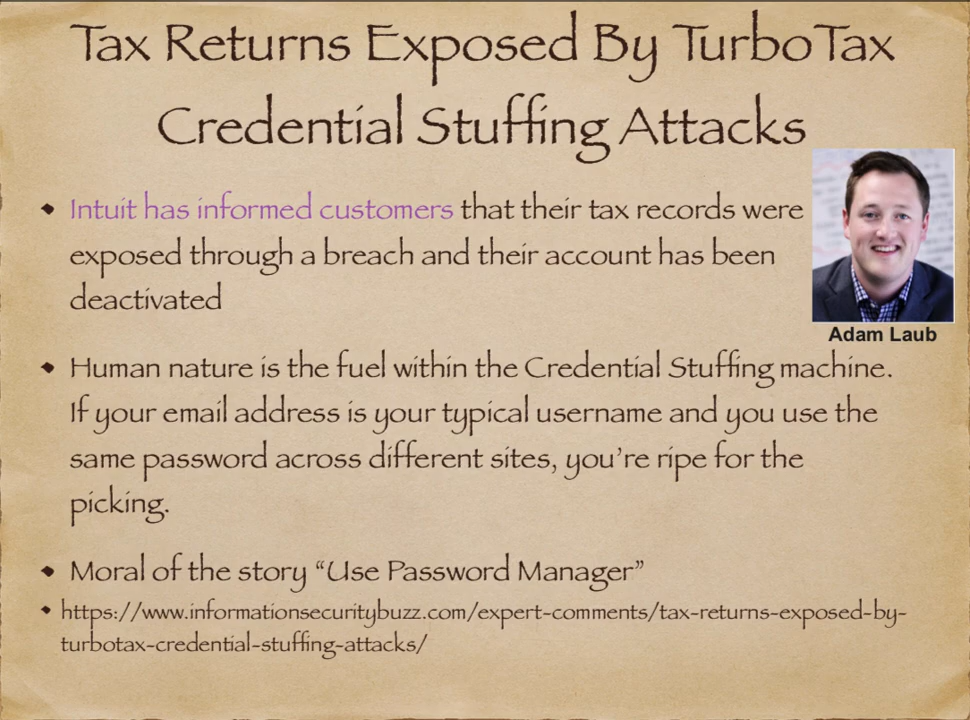 Tax Returns Exposed By TurboTax
Credential Stuffing Attacks
• Intuit has informed customers that their tax records were
exposed through a breach and their account has been
deactivated
Adam Laub
• Human nature is the fuel within the Credential Stuffing machine.
If your email address is your typical username and you use the
same password across different sites, you're ripe for the
picking.
• Moral of the story "Use Password Manager"
• https://www.informationsecuritybuzz.com/expert-comments/tax-returns-exposed-by-
turbotax-credential-stuffing-attacks/